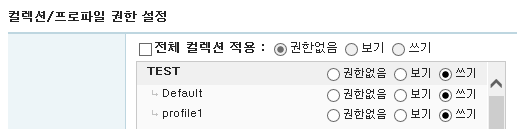 컬렉션/프로파일 권한 설정
전체 컬렉션 적용 : 권한없음 보기 쓰기
TEST 권한없음 보기 쓰기
Default 권한없음 보기 쓰기
profile1 권한없음 보기 쓰기